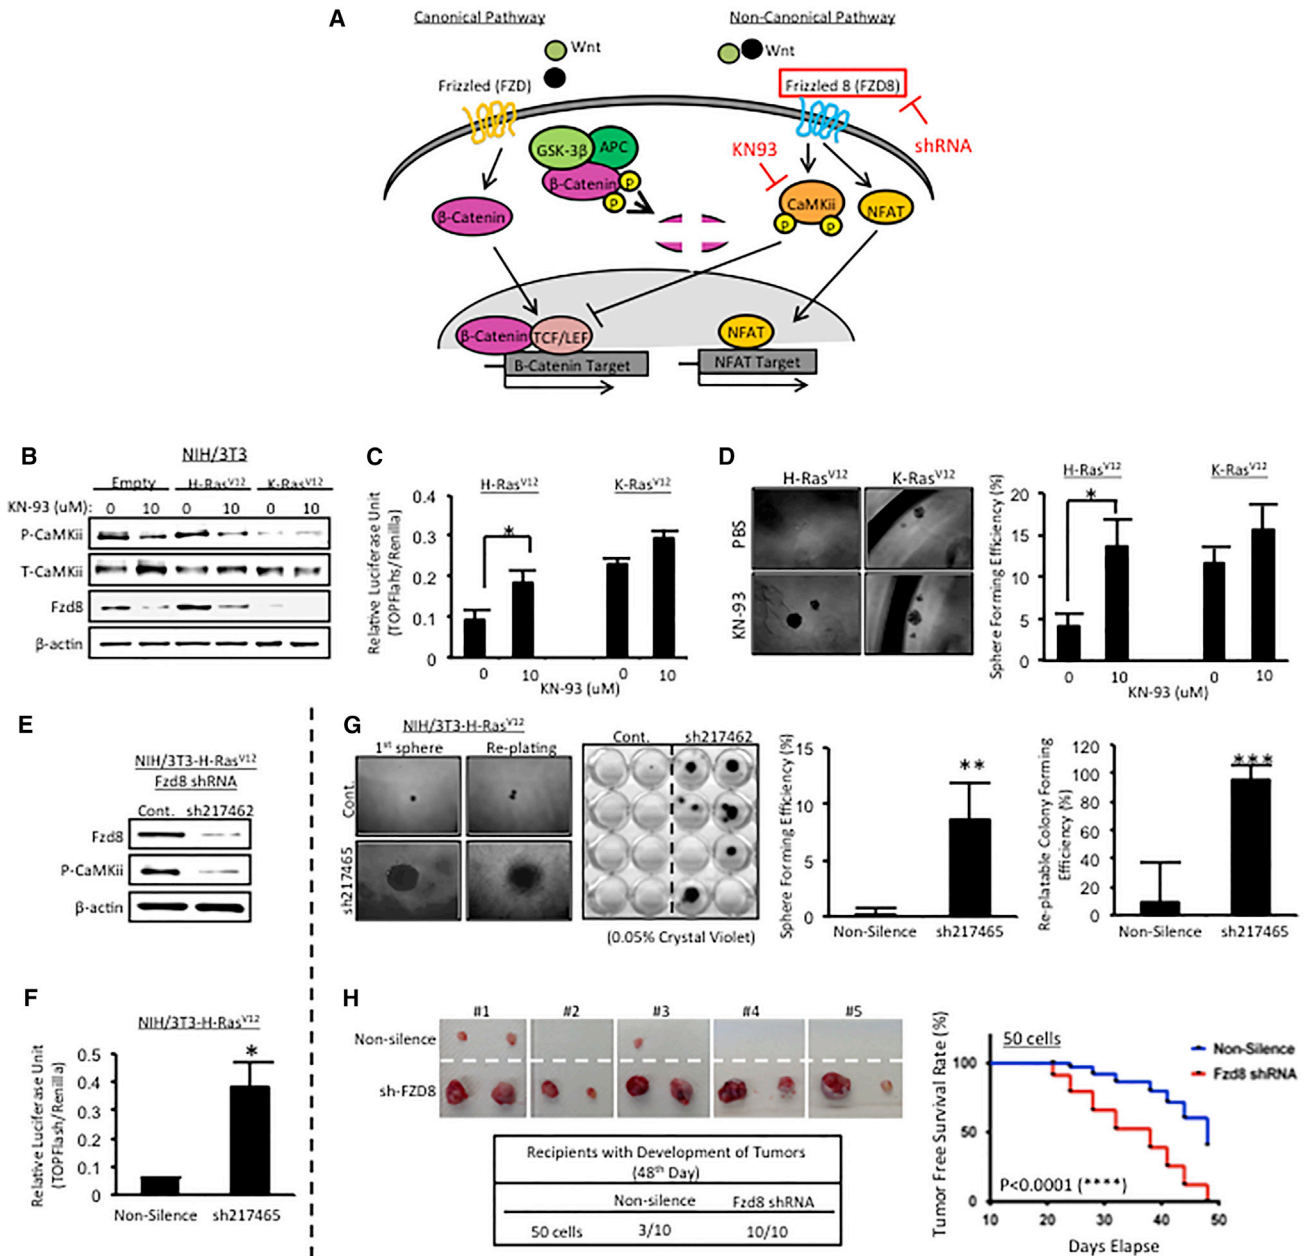 A
Canonical Pathway
Non-Canonical Pathway
Wnt
Wnt
Frizzled (FZD)
Frizzled 8 (FZD8)
shRNA
KN93
GSK-3β
APC
β-Catenin
P
P
β-Catenin
CaMKii
P
P
NFAT
β-Catenin
TCF/LEF
B-Catenin Target
NFAT
NFAT Target
B
NIH/3T3
Empty
H-RasV12
K-RasV12
KN-93 (uM):
0
10
0
10
0
10
P-CaMKii
T-CaMKii
Fzd8
β-actin
C
H-RasV12
K-RasV12
Relative Luciferase Unit
(TOPFlahs/Renilla)
0.4
0.3
0.2
0.1
0
*
0
10
0
10
KN-93 (uM)
D
H-RasV12
K-RasV12
PBS
KN-93
H-RasV12
K-RasV12
Sphere Forming Efficiency (%)
20
15
10
5
0
*
0
10
0
10
KN-93 (uM)
E
NIH/3T3-H-RasV12
Fzd8 shRNA
Cont. sh217462
Fzd8
P-CaMKii
β-actin
F
NIH/3T3-H-RasV12
Relative Luciferase Unit
(TOPFlash/Renilla)
0.5
0.4
0.3
0.2
0.1
0
*
Non-Silence
sh217465
G
NIH/3T3-H-RasV12
1st sphere
Re-plating
Cont.
sh217465
Cont.
sh217462
(0.05% Crystal Violet)
Sphere Forming Efficiency (%)
15
10
5
0
**
Non-Silence
sh217465
Re-platable Colony Forming
Efficiency (%)
120
100
80
60
40
20
0
***
Non-Silence
sh217465
H
#1
#2
#3
#4
#5
Non-silence
sh-FZD8
Recipients with Development of Tumors
(48th Day)
Non-silence
Fzd8 shRNA
50 cells
3/10
10/10
Tumor Free Survival Rate (%)
50 cells
Non-Silence
Fzd8 shRNA
100
50
0
P<0.0001 (****)
10
20
30
40
50
Days Elapse